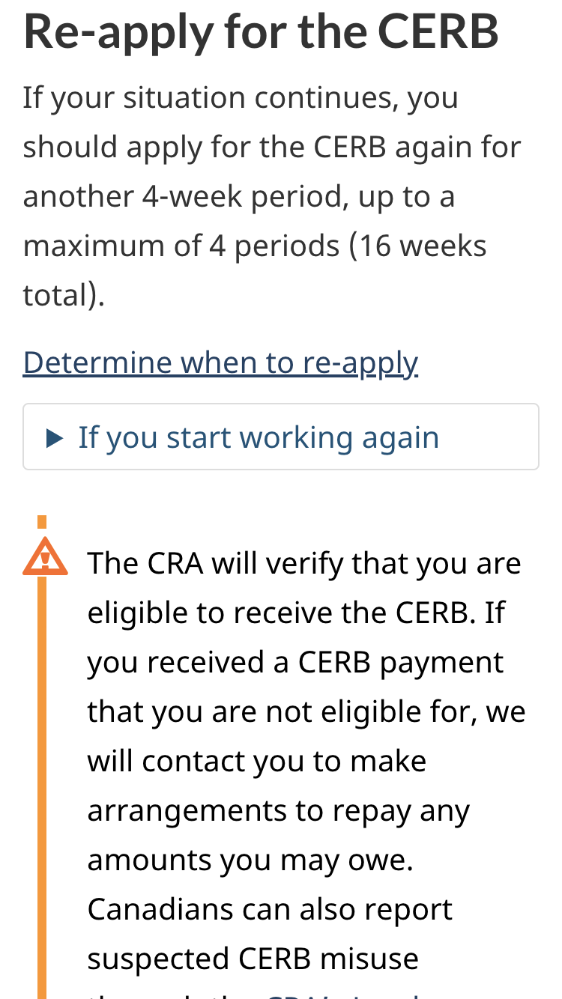 Re-apply for the CERB
If your situation continues, you
should apply for the CERB again for
another 4-week period, up to a
maximum of 4 periods (16 weeks
total).
Determine when to re-apply
If you start working again
The CRA will verify that you are
eligible to receive the CERB. If
you received a CERB payment
that you are not eligible for, we
will contact you to make
arrangements to repay any
amounts you may owe.
Canadians can also report
suspected CERB misuse